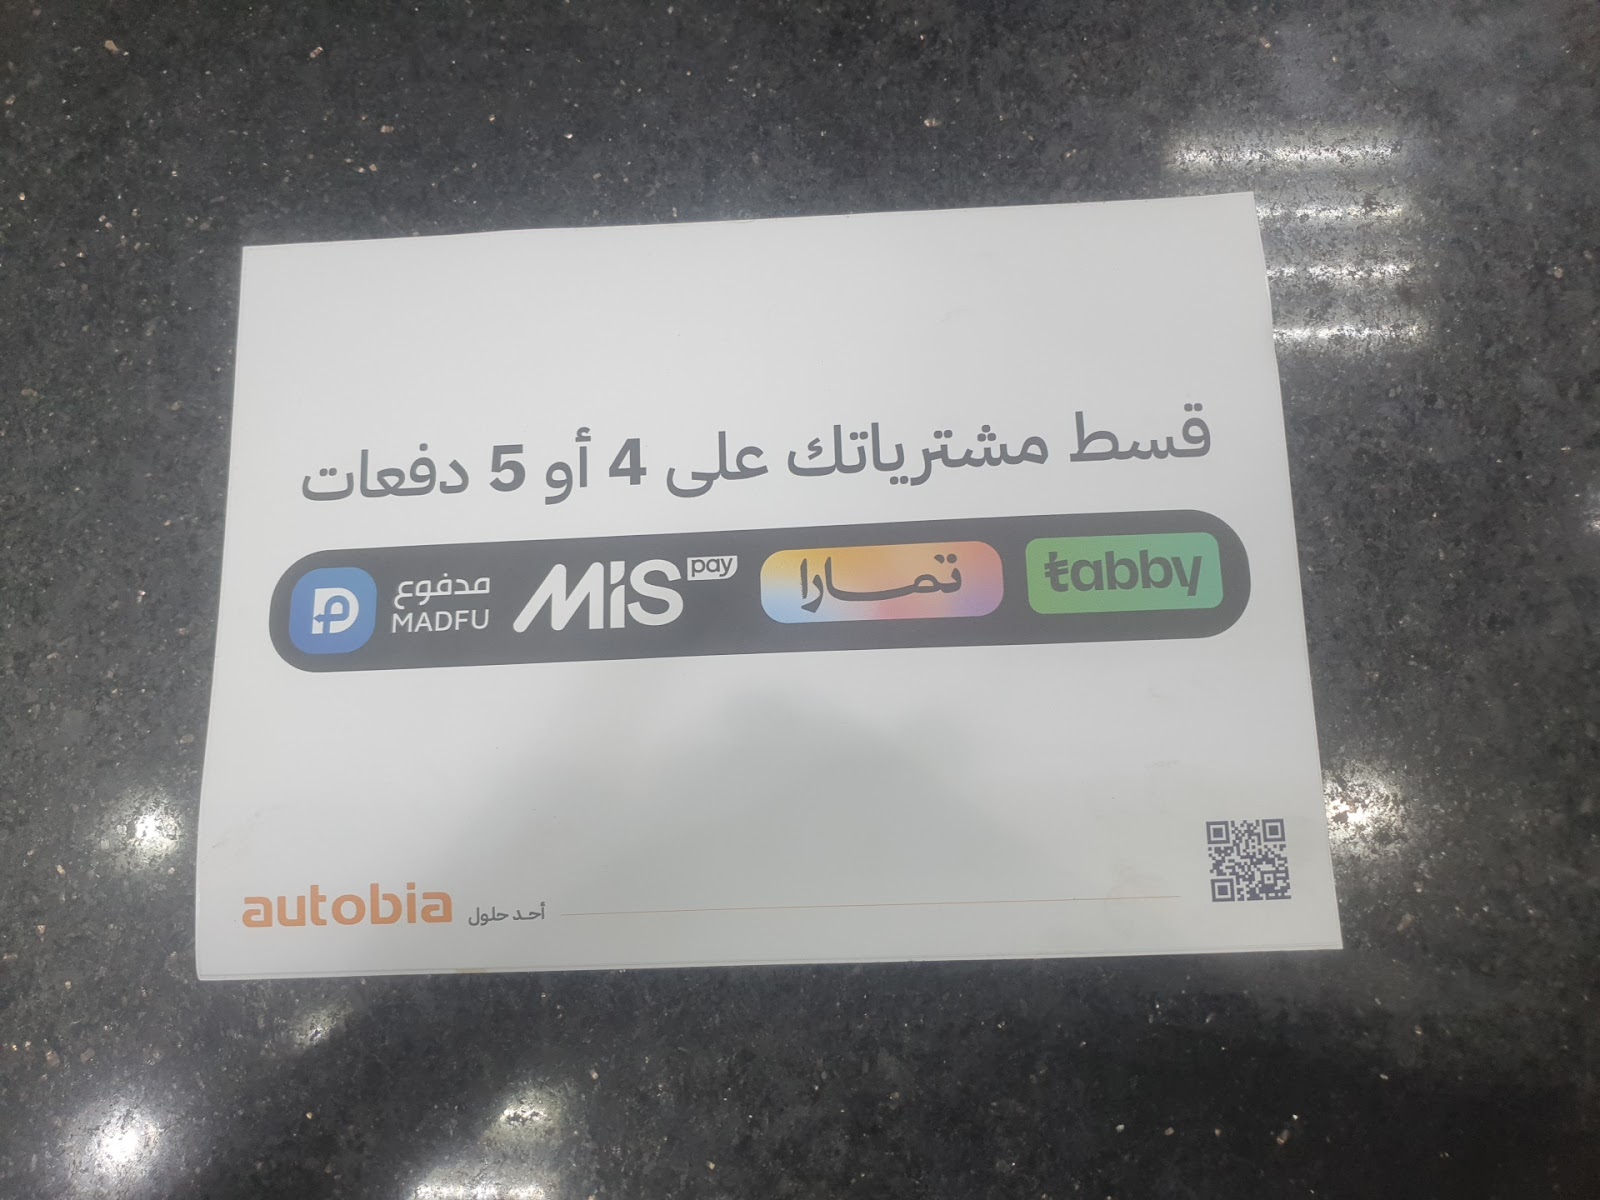 قسط مشترياتك على 4 أو 5 دفعات
tabby تمارا MiS pay مدفوع
MADFU
أحد حلول autobia